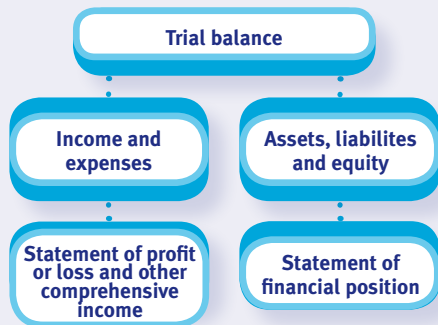 Trial balance
Income and
expenses
Assets, liabilites
and equity
Statement of profit
or loss and other
comprehensive
income
Statement of
financial position